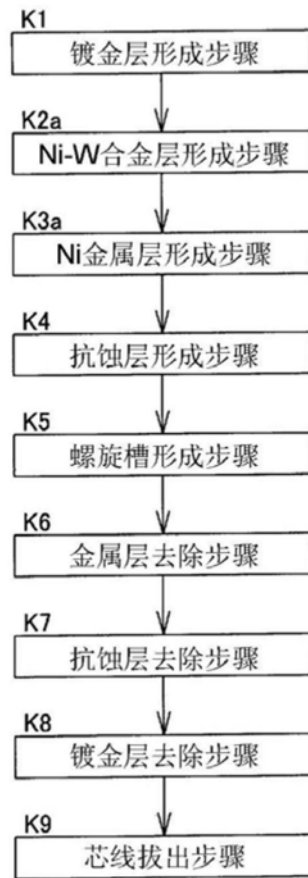 K1
镀金层形成步骤
K2a
Ni-W合金层形成步骤
K3a
Ni金属层形成步骤
K4
抗蚀层形成步骤
K5
螺旋槽形成步骤
K6
金属层去除步骤
K7
抗蚀层去除步骤
K8
镀金层去除步骤
K9
芯线拔出步骤